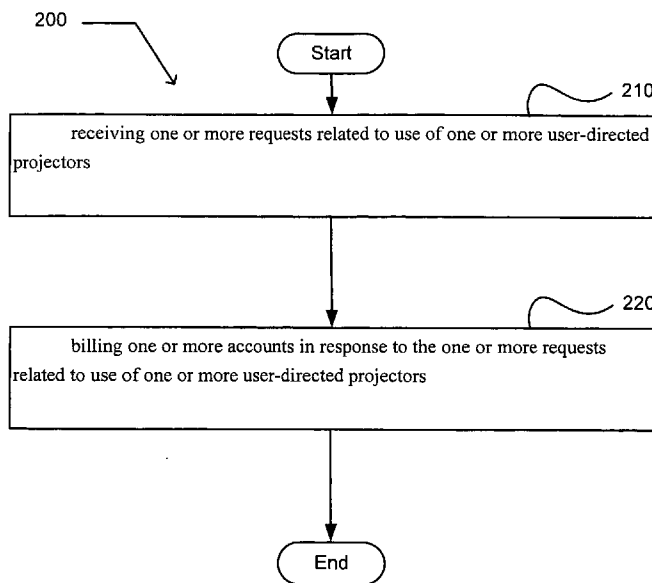 200
Start
210
receiving one or more requests related to use of one or more user-directed
projectors
220
billing one or more accounts in response to the one or more requests
related to use of one or more user-directed projectors
End